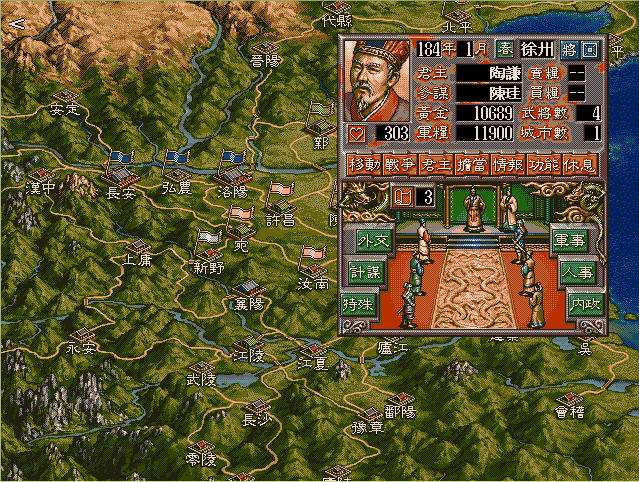 <
代縣
北平
晉陽
安定
鄴
漢中
長安
弘農
洛陽
許昌
宛
上庸
新野
汝南
襄陽
永安
江陵
江夏
廬江
吳
武陵
長沙
鄱陽
豫章
會稽
零陵
184年 1月 春 徐州 將
君主 陶謙 賣糧 --
參謀 陳珪 買糧 --
黃金 10689 武將數 4
303 軍糧 11900 城市數 1
移動 戰爭 君主 擔當 情報 功能 休息
3
外交 軍事
計謀 人事
特殊 內政